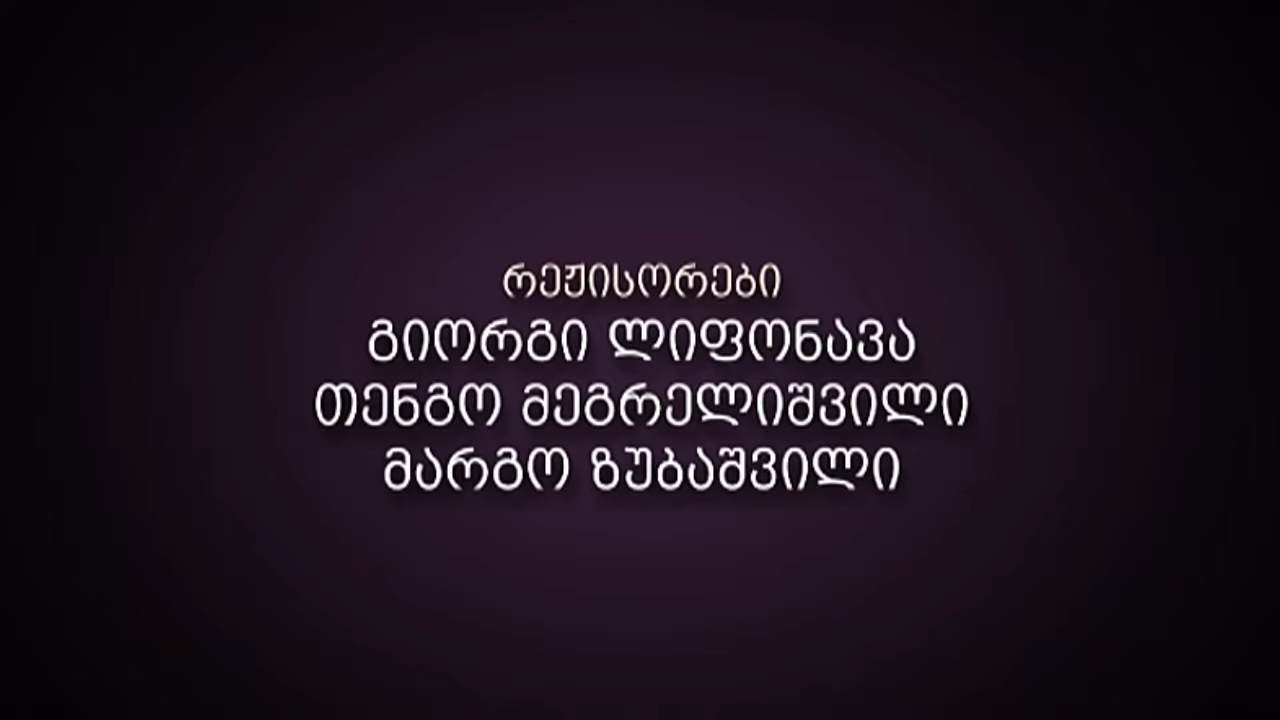 რეჟისორები
გიორგი ლიფონავა
თენგო მეგრელიშვილი
მარგო ზუბაშვილი